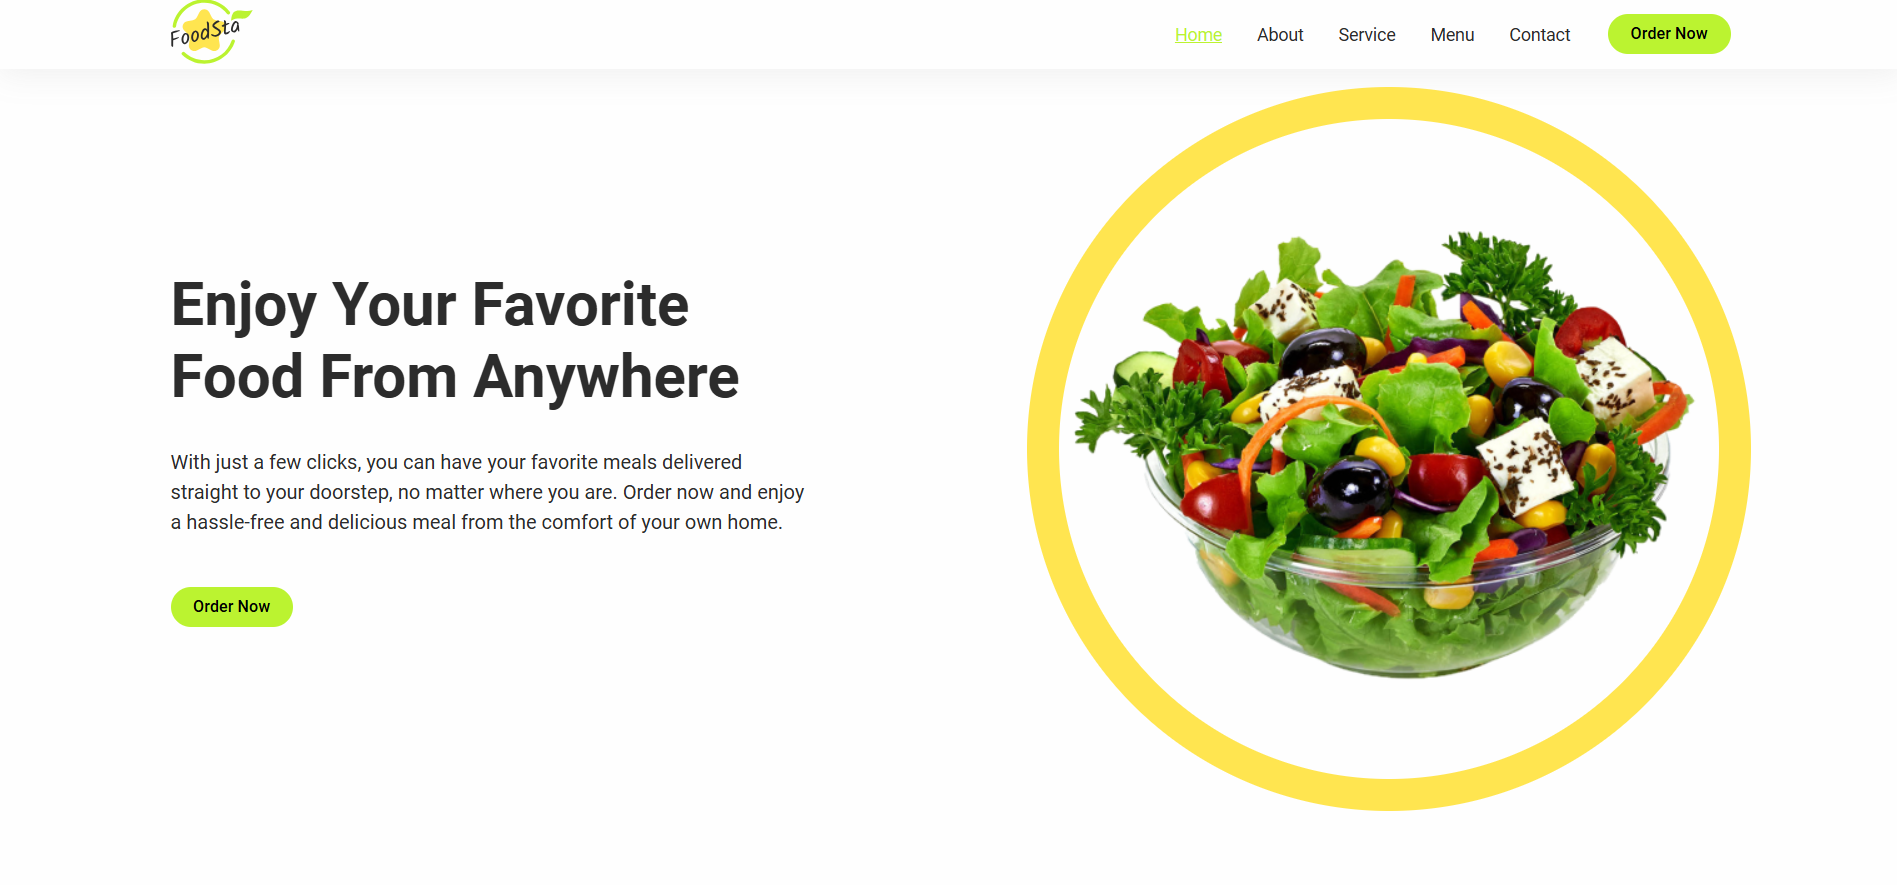 FoodSta
Home
About
Service
Menu
Contact
Order Now
Enjoy Your Favorite
Food From Anywhere
With just a few clicks, you can have your favorite meals delivered
straight to your doorstep, no matter where you are. Order now and enjoy
a hassle-free and delicious meal from the comfort of your own home.
Order Now